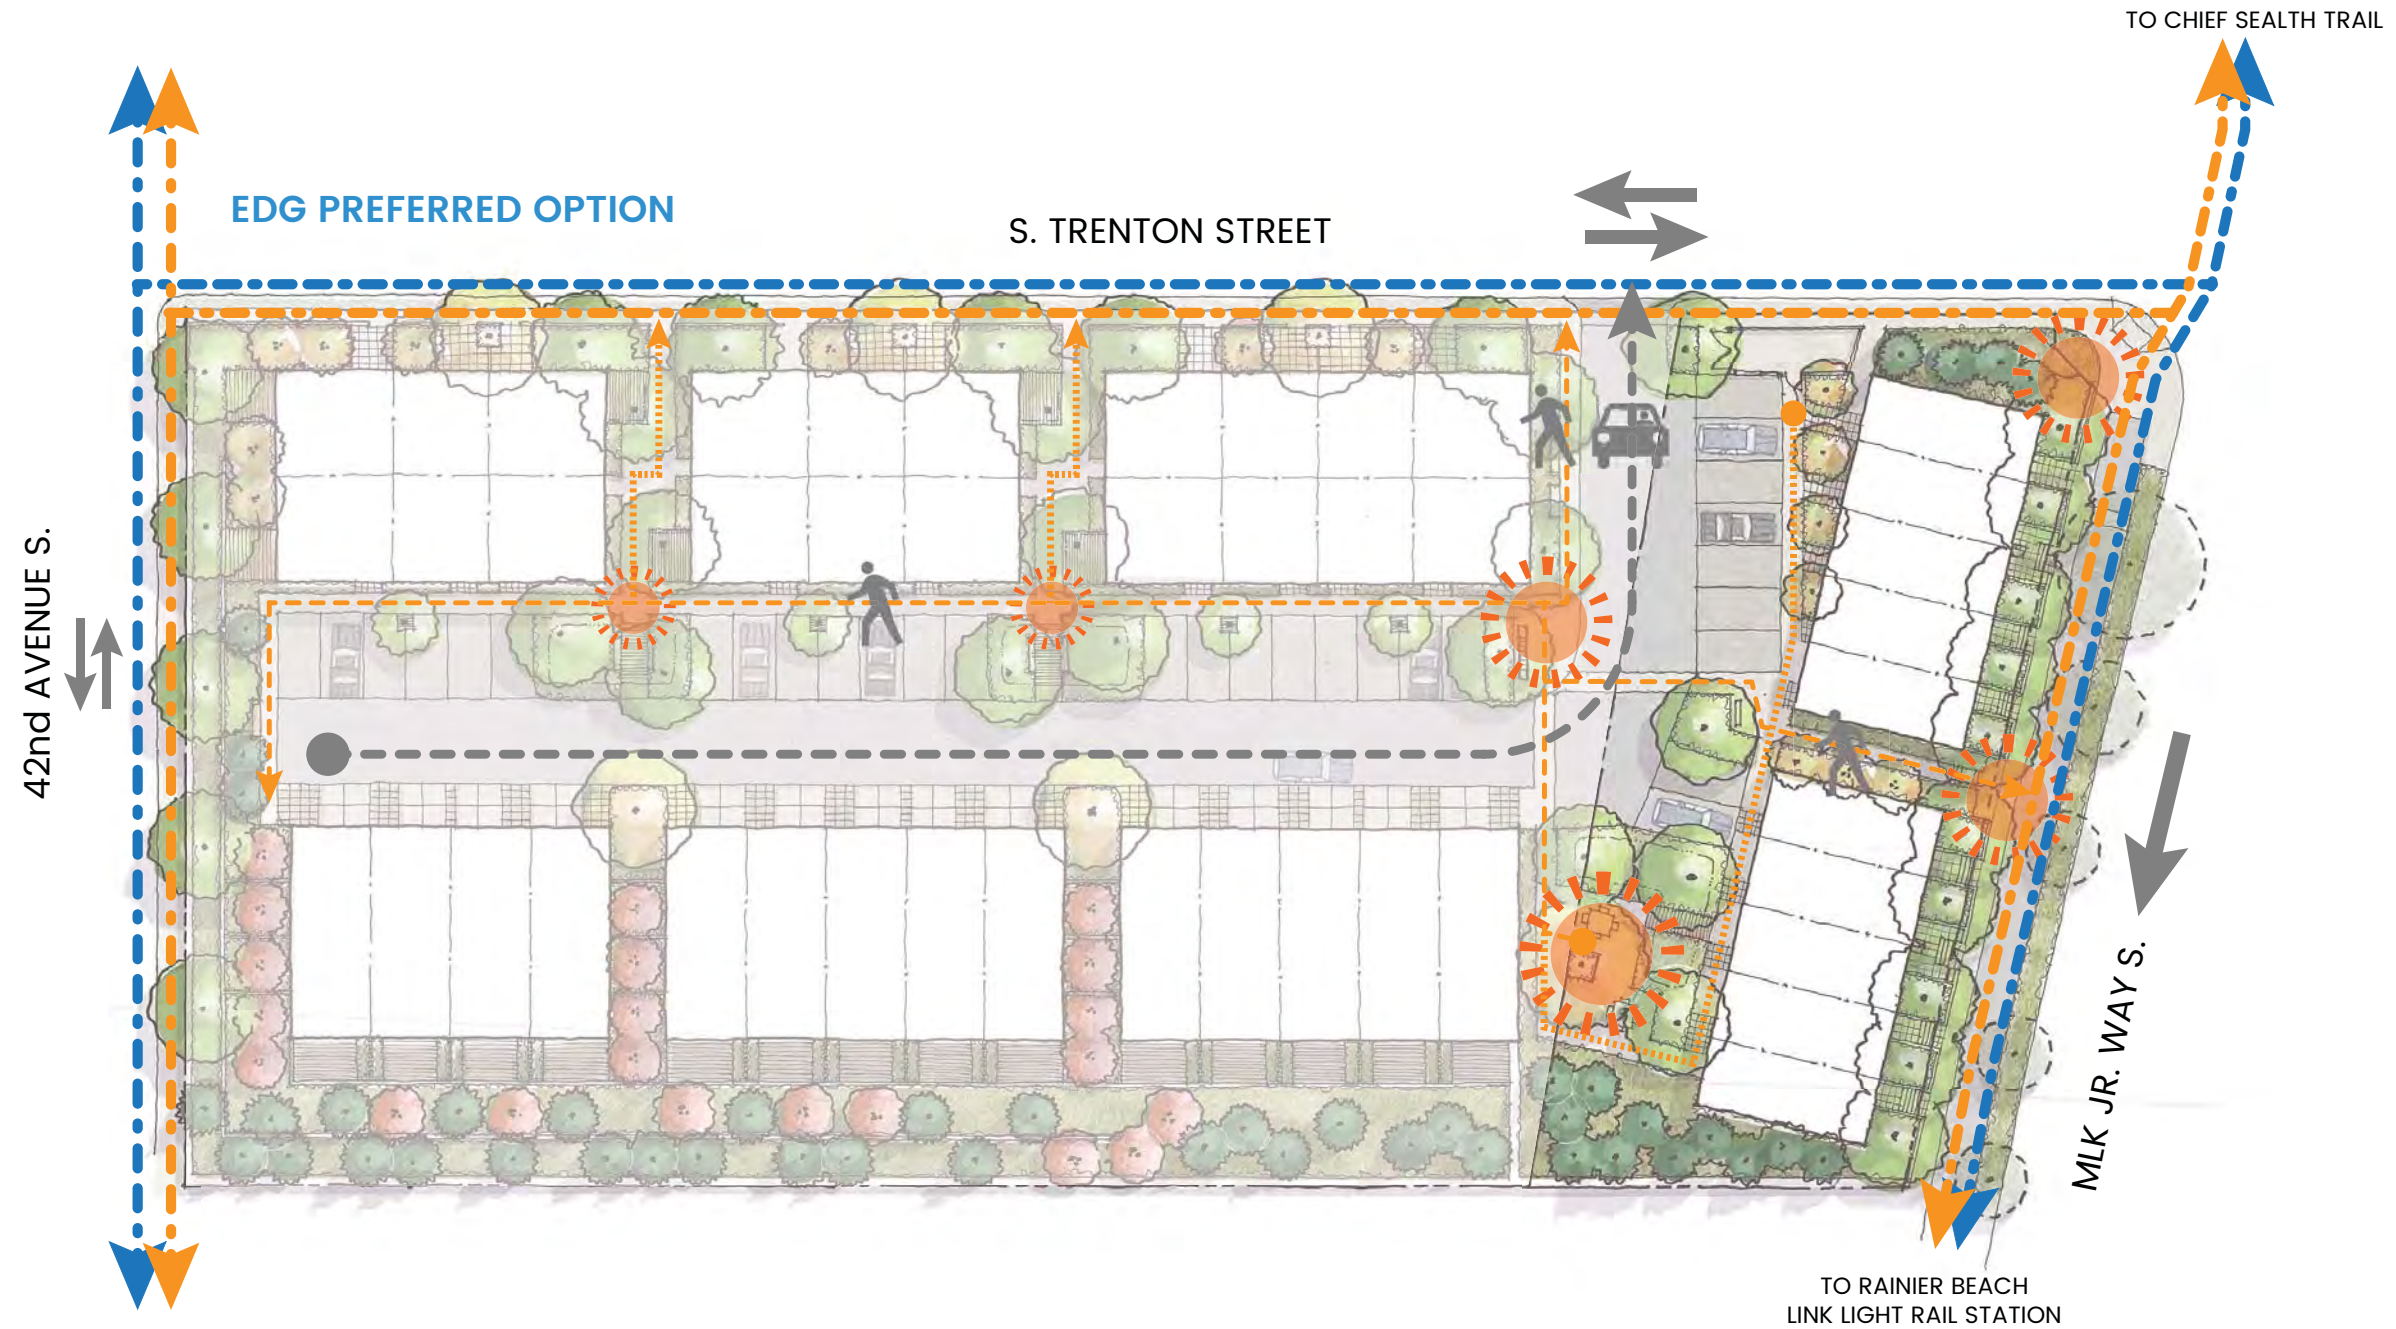 TO CHIEF SEALTH TRAIL
EDG PREFERRED OPTION
S. TRENTON STREET
42nd AVENUE S.
MLK JR. WAY S.
TO RAINIER BEACH
LINK LIGHT RAIL STATION